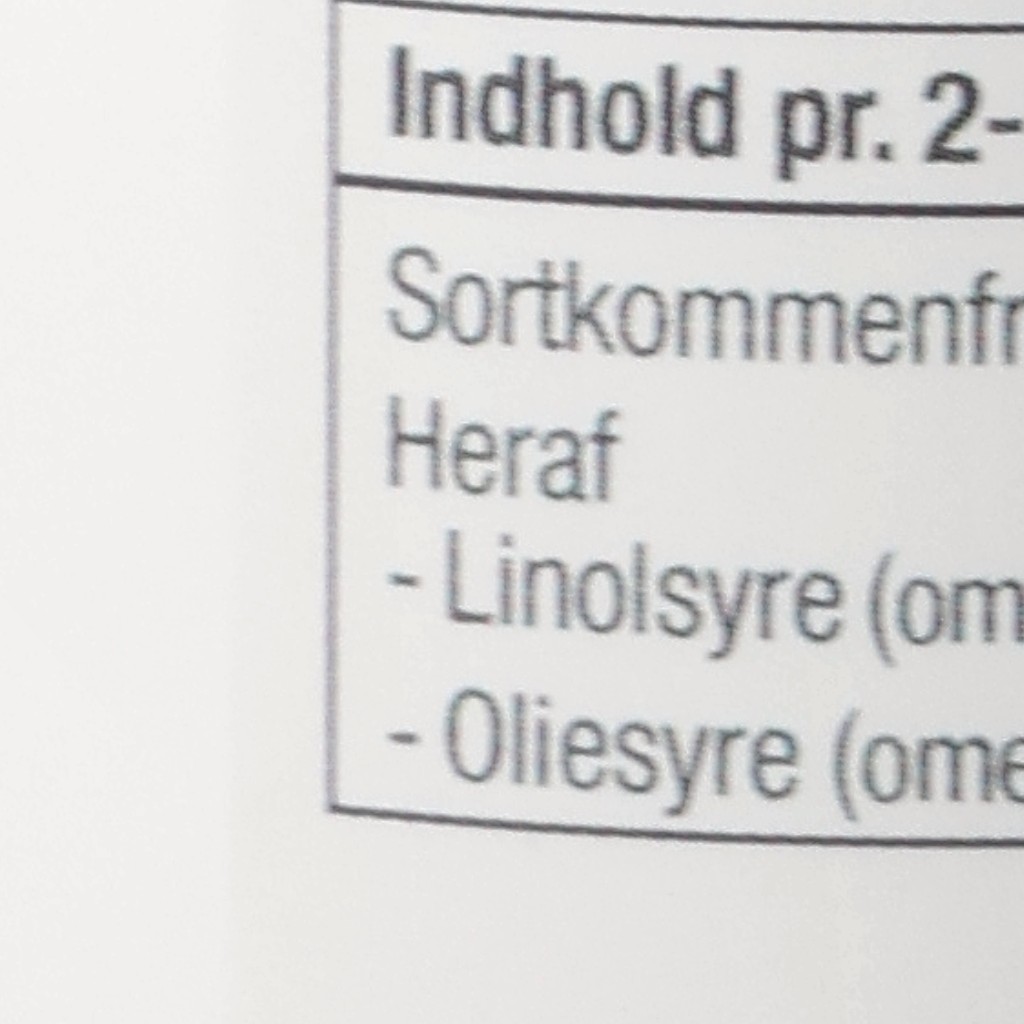 Indhold pr. 2-
Sortkommenfr
Heraf
- Linolsyre (om
- Oliesyre (ome